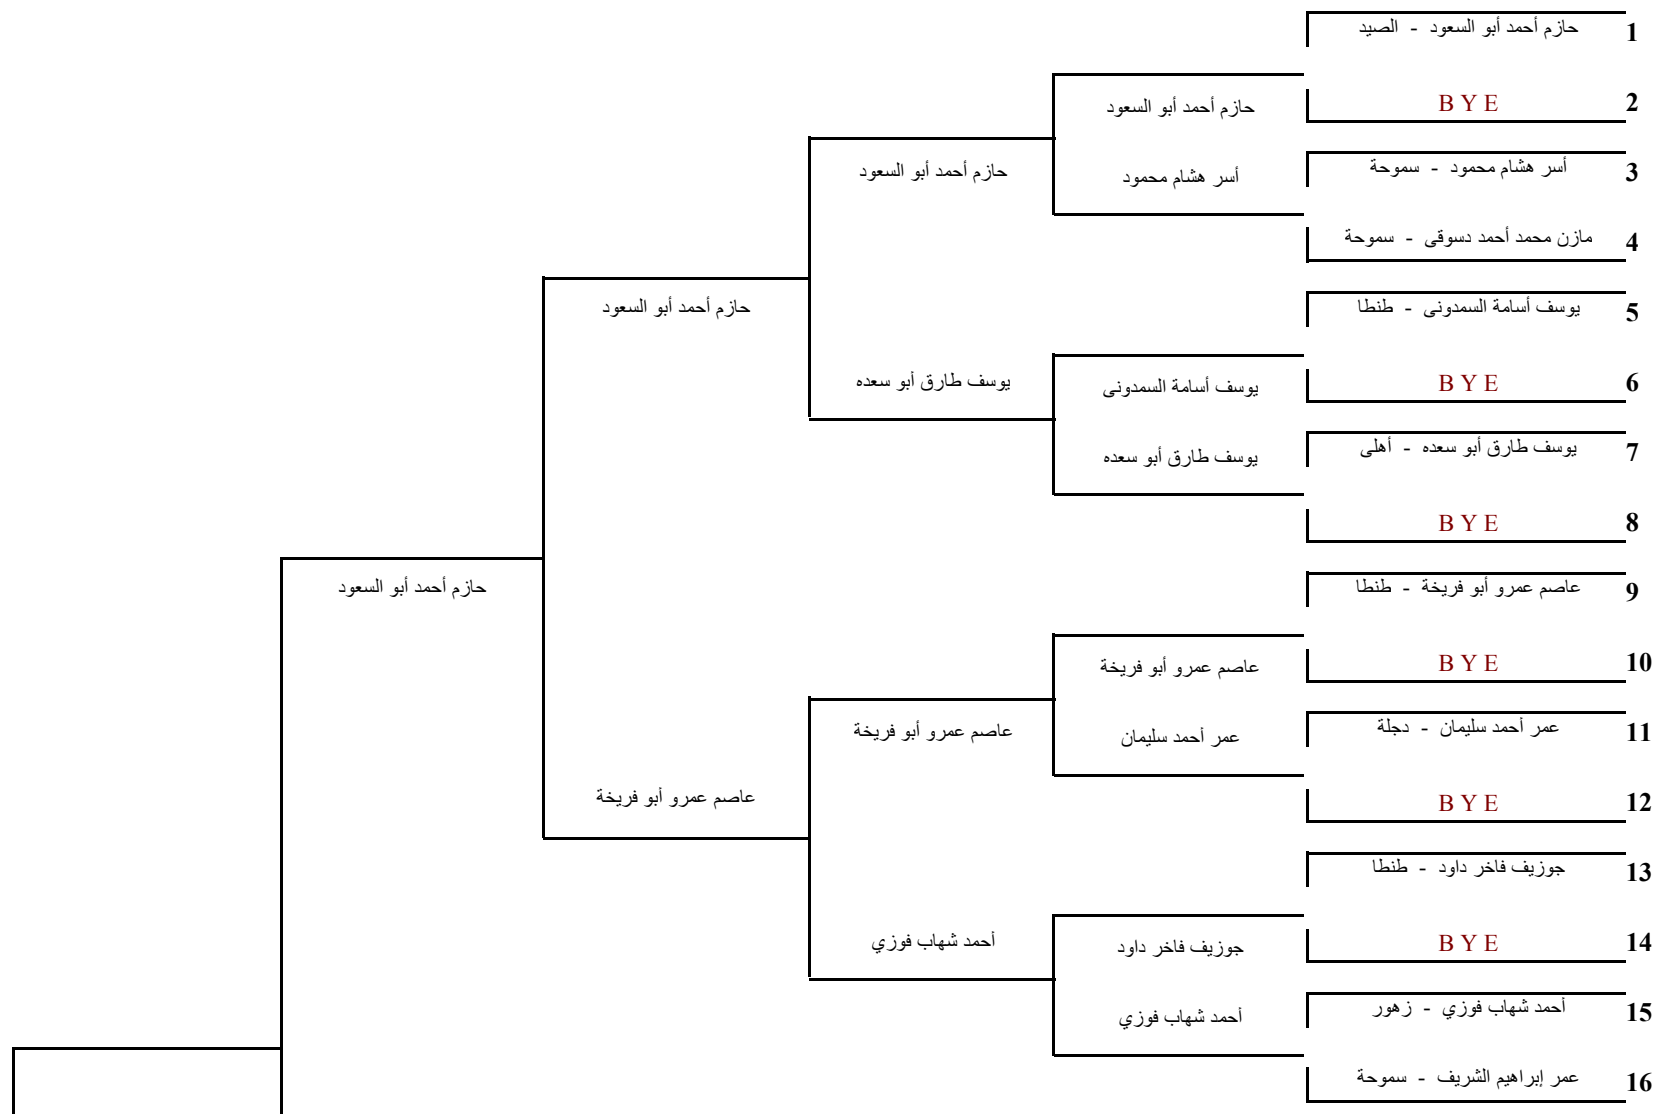 1 حازم أحمد أبو السعود - الصيد
2 B Y E
حازم أحمد أبو السعود
3 أسر هشام محمود - سموحة
أسر هشام محمود
حازم أحمد أبو السعود
4 مازن محمد أحمد دسوقى - سموحة
5 يوسف أسامة السمدونى - طنطا
حازم أحمد أبو السعود
6 B Y E
يوسف أسامة السمدونى
يوسف طارق أبو سعده
7 يوسف طارق أبو سعده - أهلى
يوسف طارق أبو سعده
8 B Y E
9 عاصم عمرو أبو فريخة - طنطا
حازم أحمد أبو السعود
10 B Y E
عاصم عمرو أبو فريخة
11 عمر أحمد سليمان - دجلة
عمر أحمد سليمان
عاصم عمرو أبو فريخة
12 B Y E
عاصم عمرو أبو فريخة
13 جوزيف فاخر داود - طنطا
14 B Y E
جوزيف فاخر داود
أحمد شهاب فوزي
15 أحمد شهاب فوزي - زهور
أحمد شهاب فوزي
16 عمر إبراهيم الشريف - سموحة